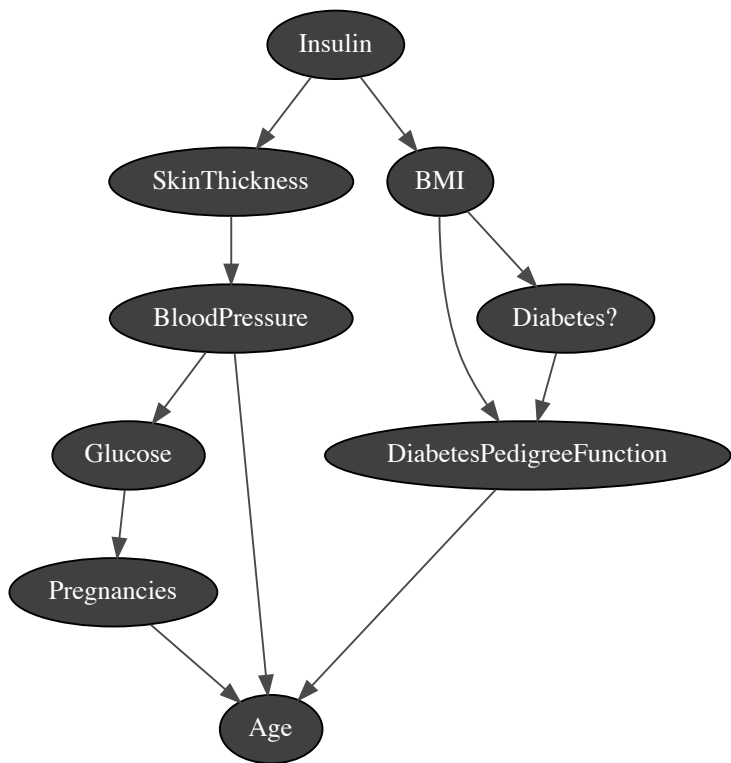 Insulin
SkinThickness
BMI
BloodPressure
Diabetes?
Glucose
DiabetesPedigreeFunction
Pregnancies
Age